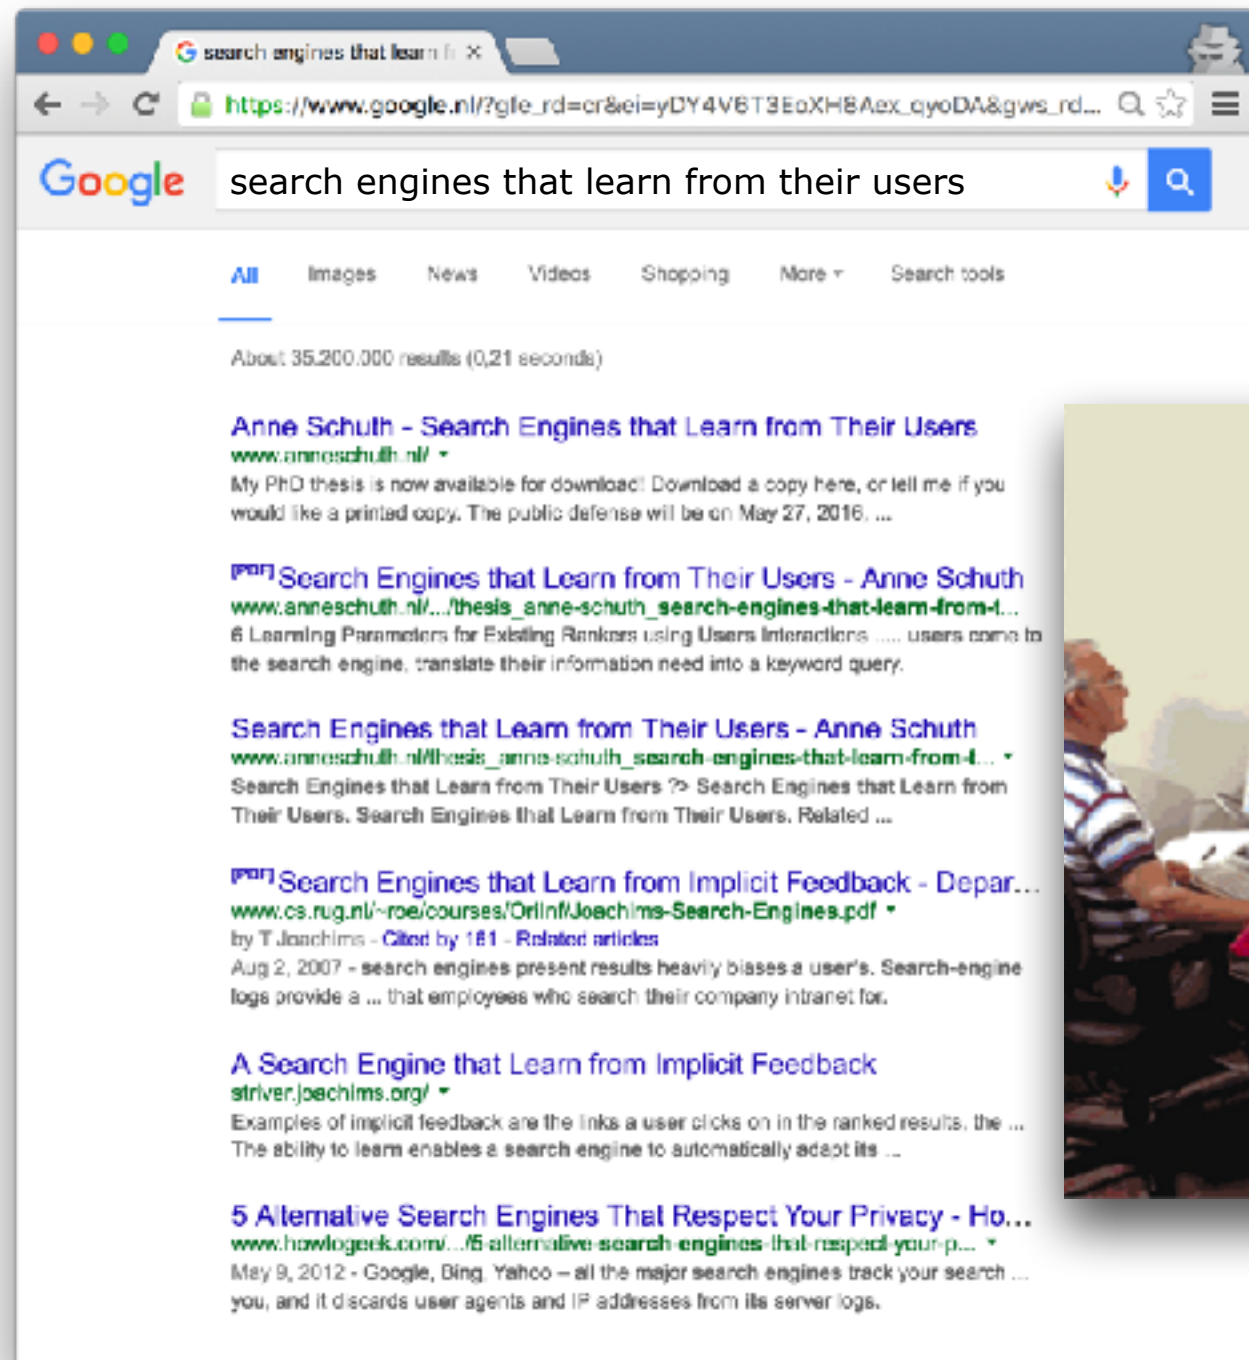 search engines that learn fr
https://www.google.nl/?gfe_rd=cr&ei=yDY4V6T3EoXH8Aex_qyoDA&gws_rd...
Google search engines that learn from their users
All Images News Videos Shopping More Search tools
About 35.200.000 results (0,21 seconds)
Anne Schuth - Search Engines that Learn from Their Users
www.anneschuth.nl/
My PhD thesis is now available for download! Download a copy here, or tell me if you
would like a printed copy. The public defense will be on May 27, 2016. ...
[PDF] Search Engines that Learn from Their Users - Anne Schuth
www.anneschuth.nl/.../thesis_anne-schuth_search-engines-that-learn-from-t...
6 Learning Parameters for Existing Rankers using Users Interactions ..... users come to
the search engine, translate their information need into a keyword query.
Search Engines that Learn from Their Users - Anne Schuth
www.anneschuth.nl/thesis_anne-schuth_search-engines-that-learn-from-t...
Search Engines that Learn from Their Users ?> Search Engines that Learn from
Their Users. Search Engines that Learn from Their Users. Related ...
[PDF] Search Engines that Learn from Implicit Feedback - Depar...
www.cs.rug.nl/~roe/courses/OriInf/Joachims-Search-Engines.pdf
by T Joachims - Cited by 161 - Related articles
Aug 2, 2007 - search engines present results heavily biases a user's. Search-engine
logs provide a ... that employees who search their company intranet for.
A Search Engine that Learn from Implicit Feedback
striver.joachims.org/
Examples of implicit feedback are the links a user clicks on in the ranked results, the ...
The ability to learn enables a search engine to automatically adapt its ...
5 Alternative Search Engines That Respect Your Privacy - Ho...
www.howtogeek.com/.../5-alternative-search-engines-that-respect-your-p...
May 9, 2012 - Google, Bing, Yahoo – all the major search engines track your search ...
you, and it discards user agents and IP addresses from its server logs.